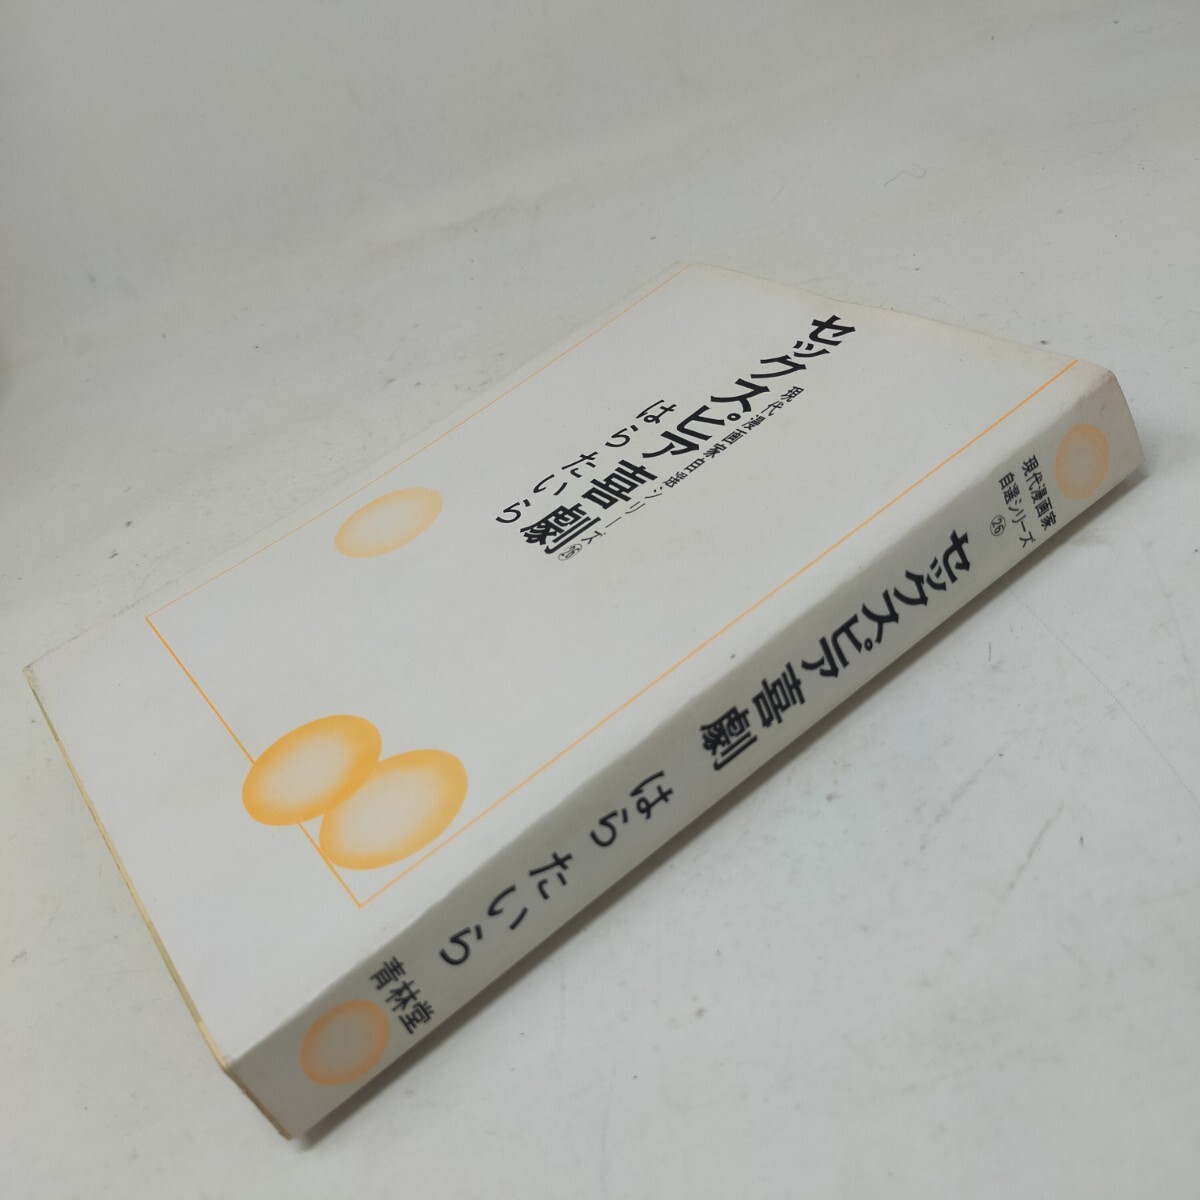 セックスピア喜劇
現代漫画家自選シリーズ㉖
はら たいら
現代漫画家
自選シリーズ㉖
セックスピア喜劇 はら たいら
青林堂